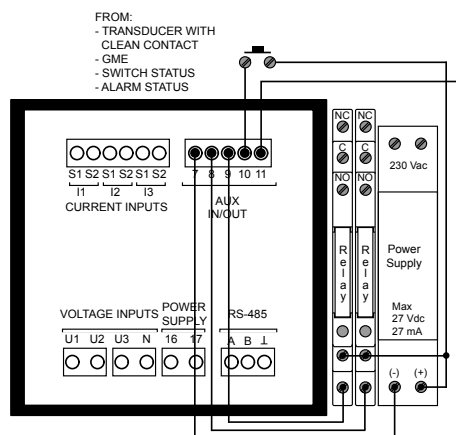 FROM:
- TRANSDUCER WITH
CLEAN CONTACT
- GME
- SWITCH STATUS
- ALARM STATUS
NC NC
C C
NO NO
230 Vac
S1 S2 S1 S2 S1 S2
I1 I2 I3
CURRENT INPUTS
7 8 9 10 11
AUX
IN/OUT
Relay
Relay
Power
Supply
Max
27 Vdc
27 mA
VOLTAGE INPUTS
U1 U2 U3 N
POWER
SUPPLY
16 17
RS-485
A B ⊥
(-) (+)